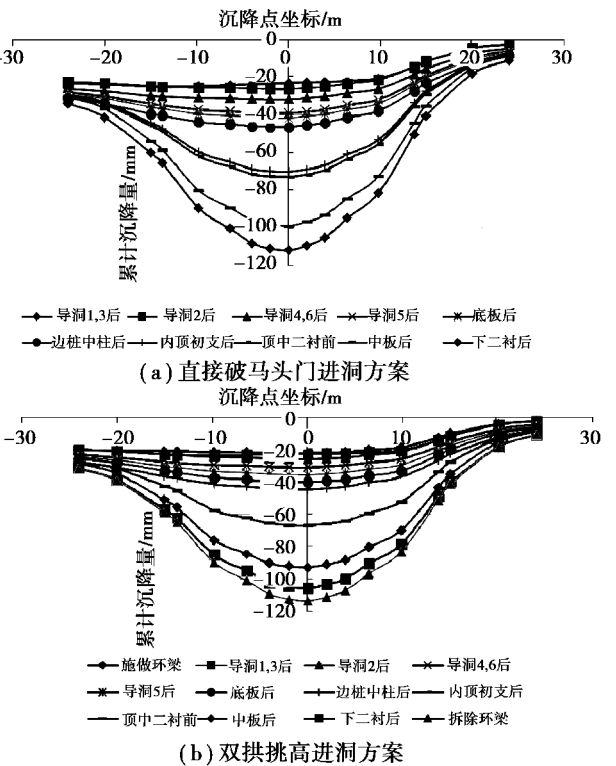 沉降点坐标/m
-30 -20 -10 0 10 20 30
0
-20
-40
-60
-80
-100
-120
累计沉降量/mm
导洞1,3后 导洞2后 导洞4,6后 导洞5后 底板后
边桩中柱后 内顶初支后 顶中二衬前 中板后 下二衬后
(a)直接破马头门进洞方案
沉降点坐标/m
-30 -20 -10 0 10 20 30
0
-20
-40
-60
-80
-100
-120
累计沉降量/mm
施做环梁 导洞1,3后 导洞2后 导洞4,6后
导洞5后 底板后 边桩中柱后 内顶初支后
顶中二衬前 中板后 下二衬后 拆除环梁
(b)双拱挑高进洞方案